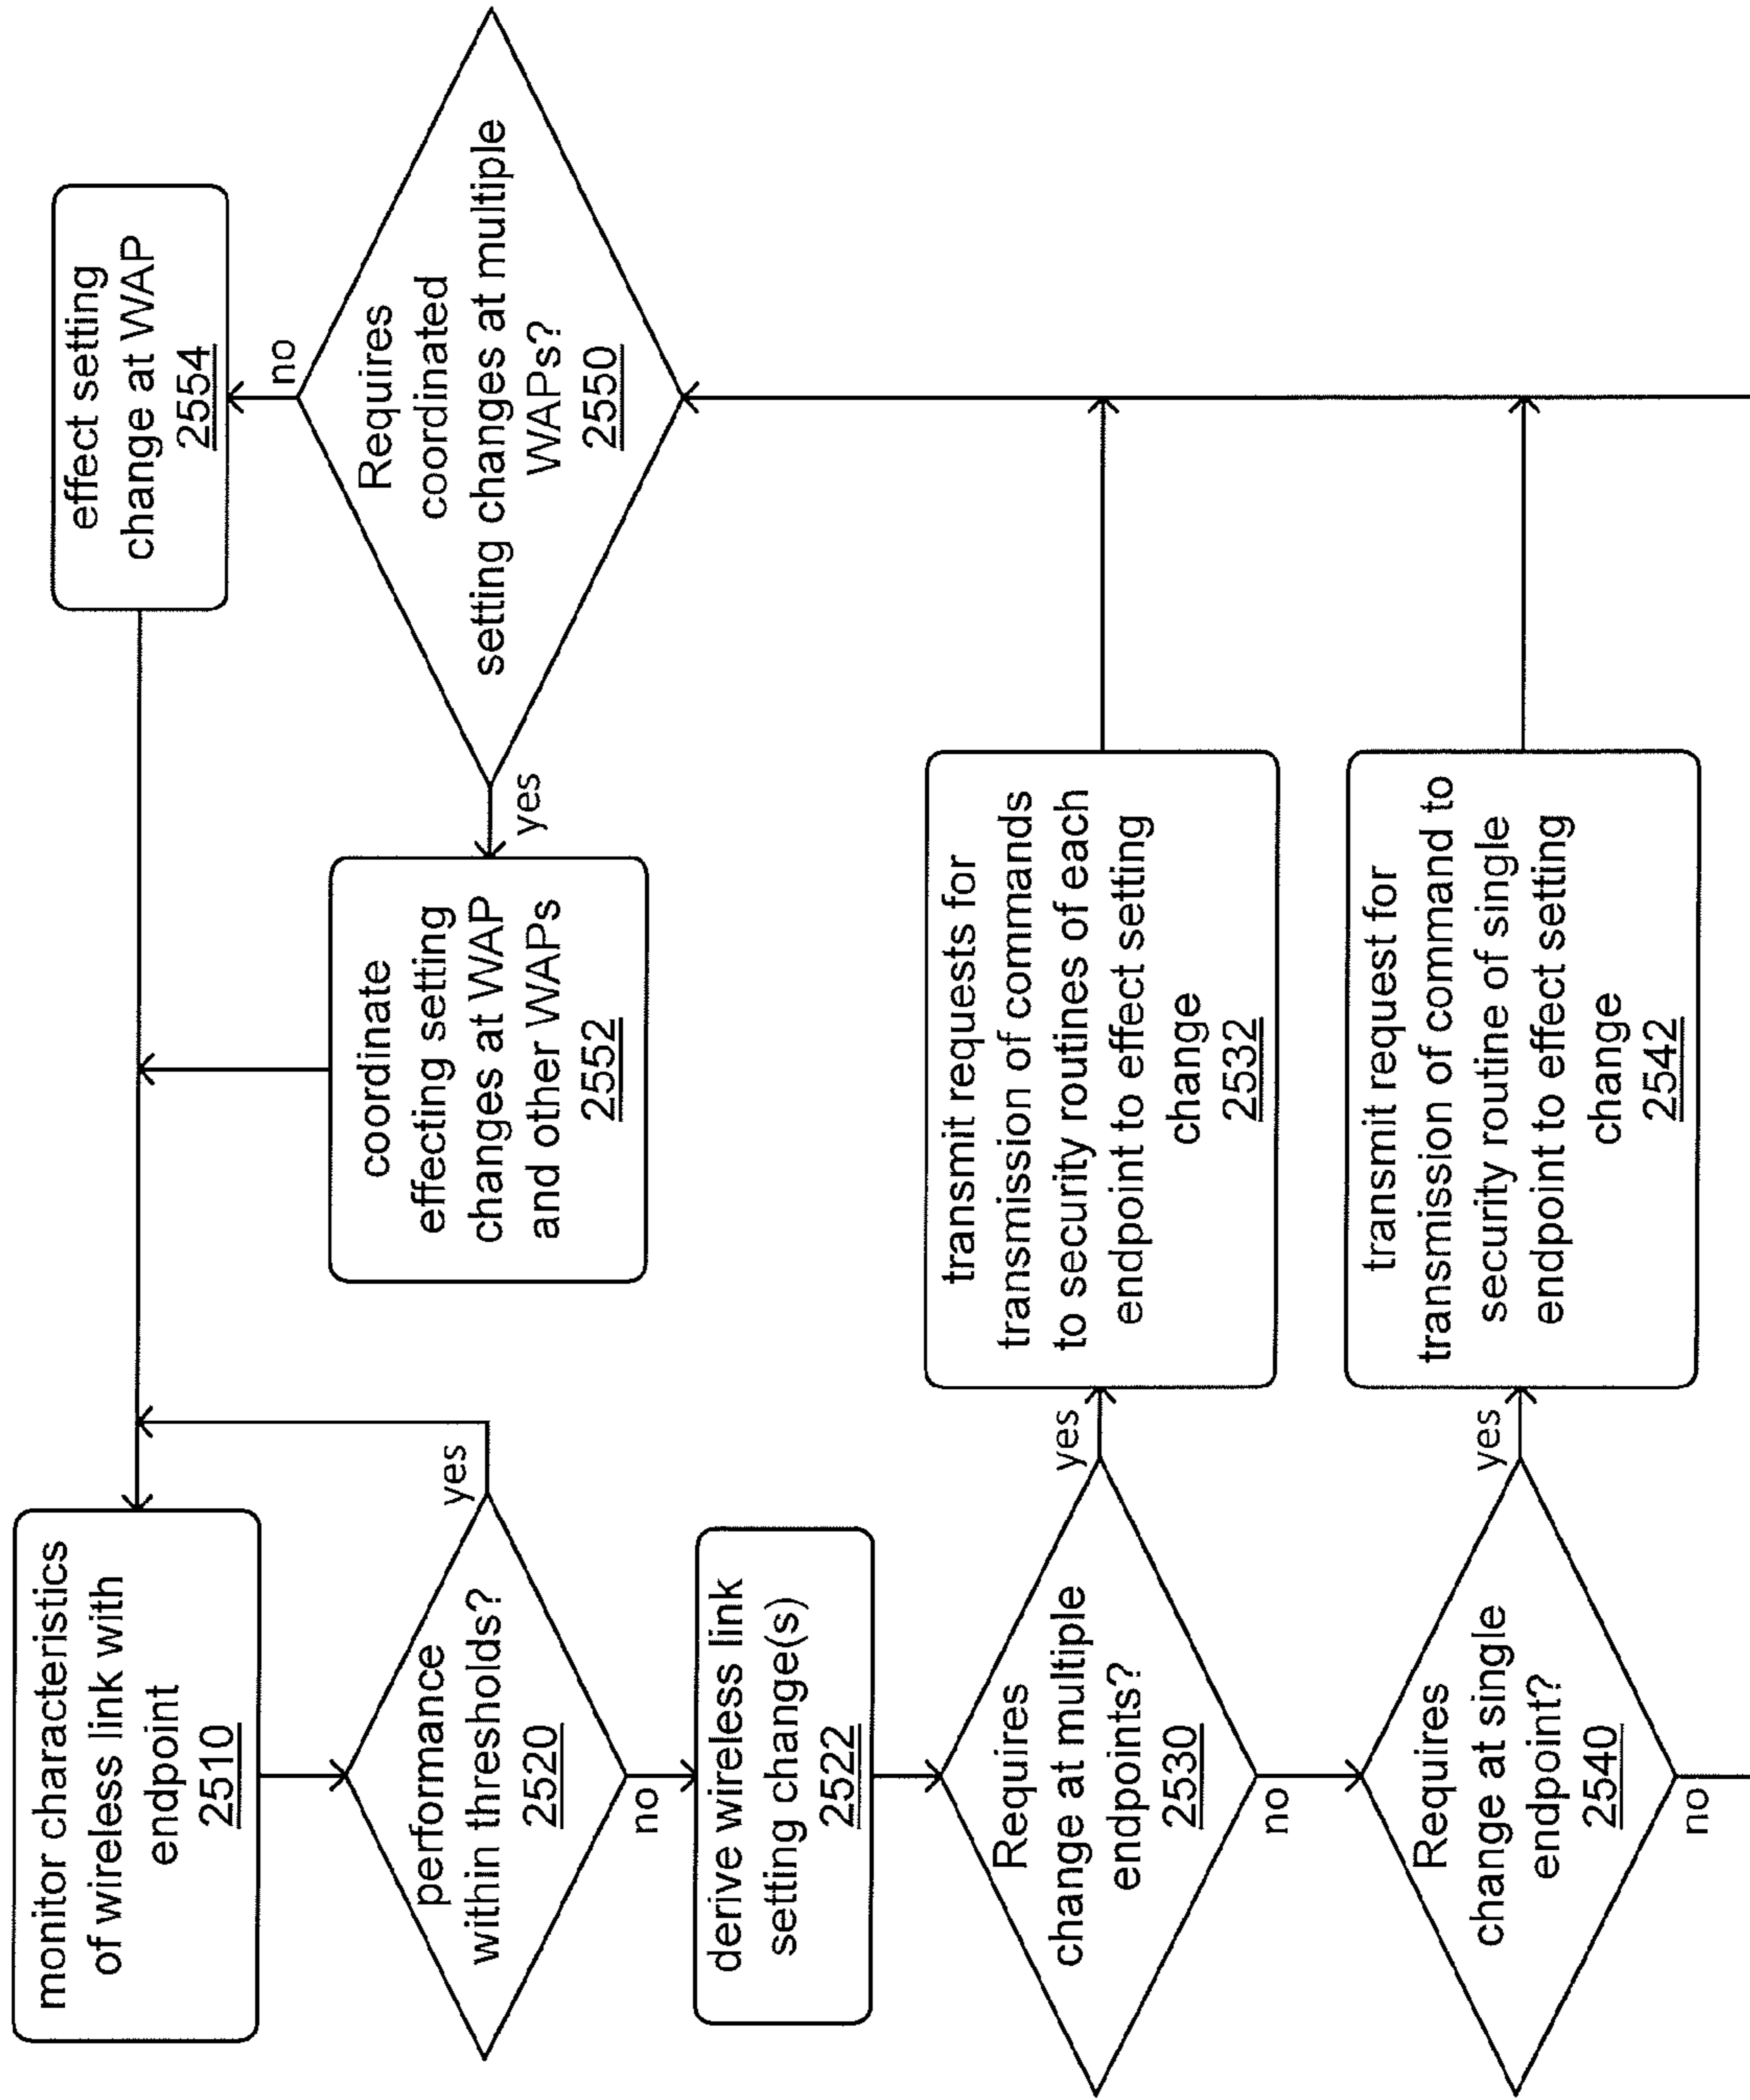 monitor characteristics
of wireless link with
endpoint
2510
performance
within thresholds?
2520
yes
no
derive wireless link
setting change(s)
2522
Requires
change at multiple
endpoints?
2530
yes
no
transmit requests for
transmission of commands
to security routines of each
endpoint to effect setting
change
2532
Requires
change at single
endpoint?
2540
yes
no
transmit request for
transmission of command to
security routine of single
endpoint to effect setting
change
2542
Requires
coordinated
setting changes at multiple
WAPs?
2550
yes
no
coordinate
effecting setting
changes at WAP
and other WAPs
2552
effect setting
change at WAP
2554